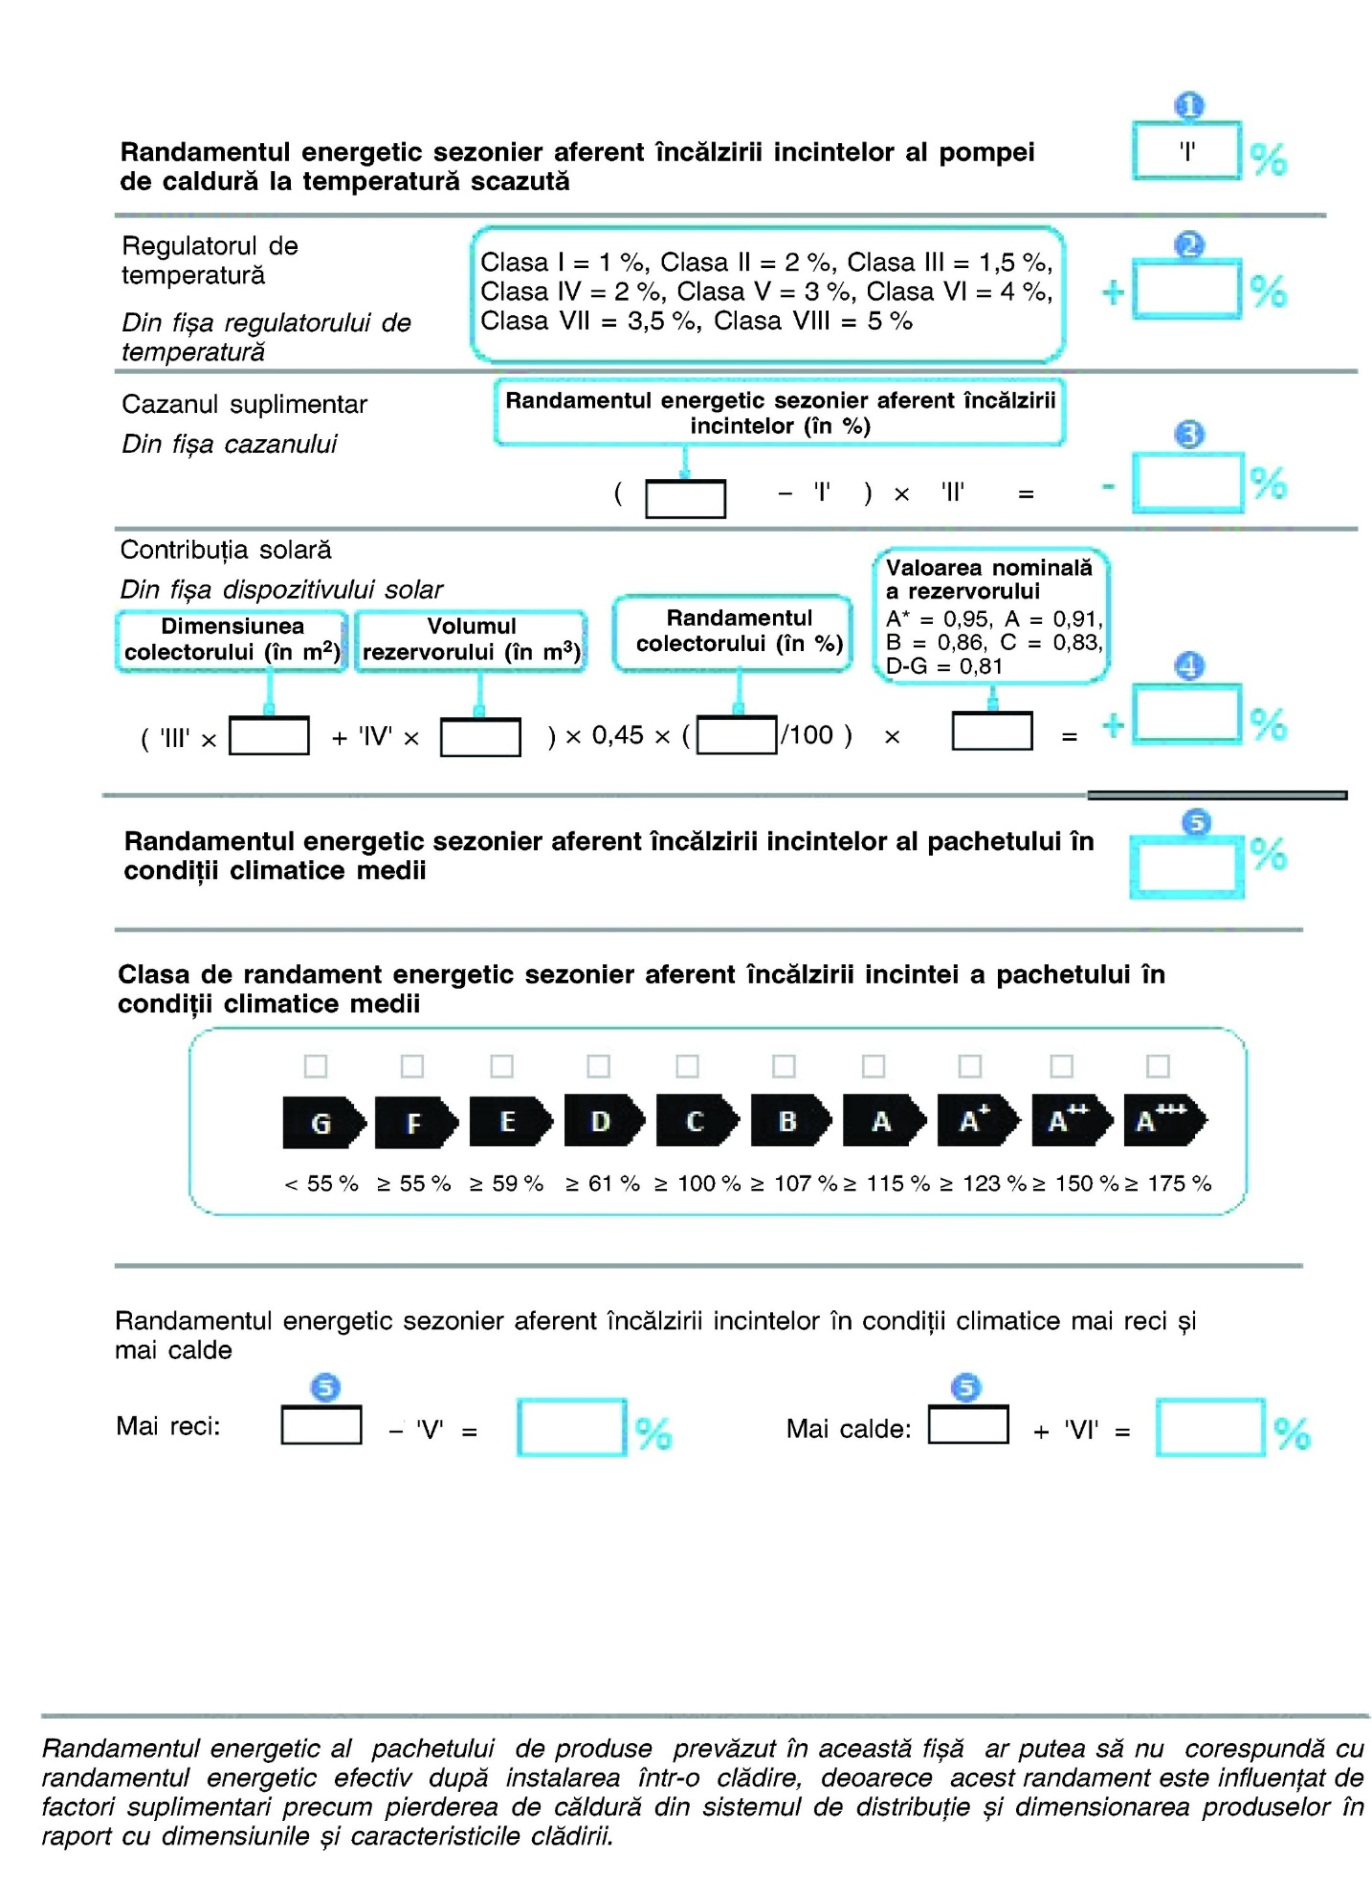 1
Randamentul energetic sezonier aferent încălzirii incintelor al pompei
de caldură la temperatură scazută
'I' %
Regulatorul de
temperatură
Din fișa regulatorului de
temperatură
Clasa I = 1 %, Clasa II = 2 %, Clasa III = 1,5 %,
Clasa IV = 2 %, Clasa V = 3 %, Clasa VI = 4 %,
Clasa VII = 3,5 %, Clasa VIII = 5 %
2
+ %
Cazanul suplimentar
Din fișa cazanului
Randamentul energetic sezonier aferent încălzirii
incintelor (în %)
3
( – 'I' ) × 'II' = - %
Contribuția solară
Din fișa dispozitivului solar
Dimensiunea
colectorului (în m²)
Volumul
rezervorului (în m³)
Randamentul
colectorului (în %)
Valoarea nominală
a rezervorului
A* = 0,95, A = 0,91,
B = 0,86, C = 0,83,
D-G = 0,81
4
( 'III' × + 'IV' × ) × 0,45 × ( /100 ) × = + %
5
Randamentul energetic sezonier aferent încălzirii incintelor al pachetului în
condiții climatice medii
%
Clasa de randament energetic sezonier aferent încălzirii incintei a pachetului în
condiții climatice medii
G F E D C B A A+ A++ A+++
< 55 % ≥ 55 % ≥ 59 % ≥ 61 % ≥ 100 % ≥ 107 % ≥ 115 % ≥ 123 % ≥ 150 % ≥ 175 %
Randamentul energetic sezonier aferent încălzirii incintelor în condiții climatice mai reci și
mai calde
5 5
Mai reci: – 'V' = % Mai calde: + 'VI' = %
Randamentul energetic al pachetului de produse prevăzut în această fișă ar putea să nu corespundă cu
randamentul energetic efectiv după instalarea într-o clădire, deoarece acest randament este influențat de
factori suplimentari precum pierderea de căldură din sistemul de distribuție și dimensionarea produselor în
raport cu dimensiunile și caracteristicile clădirii.